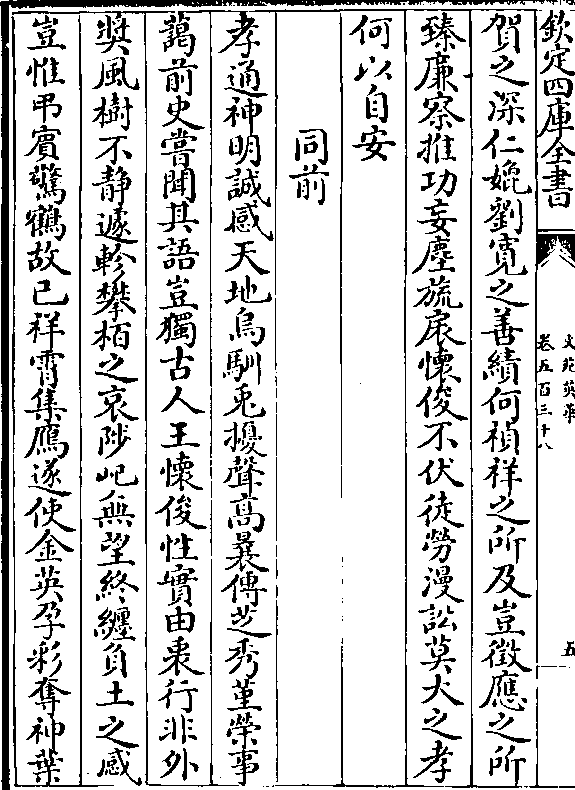 欽定四庫全書
文苑英華
卷五百三十八
五
賀之深仁媲劉寛之善績何禎祥之所及豈徵應之所
臻廉察推功妄塵旒扆懷俊不伏徒勞漫訟莫大之孝
何以自安
同前
孝通神明誠感天地烏馴兎擾聲髙曩傳芝秀堇榮事
藹前史嘗聞其語豈獨古人王懷俊性實由衷行非外
奬風樹不静遽軫攀栢之哀陟屺無望終纒負土之感
豈惟弔賓驚鶴故已祥霄集鴈遂使金英孕彩奪神葉